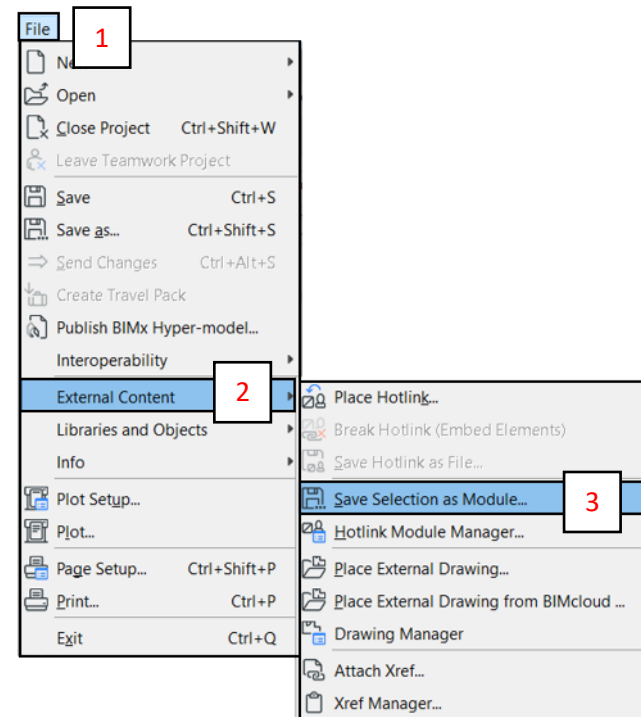 File
1
Ne
Open
Close Project Ctrl+Shift+W
Leave Teamwork Project
Save Ctrl+S
Save as... Ctrl+Shift+S
Send Changes Ctrl+Alt+S
Create Travel Pack
Publish BIMx Hyper-model...
Interoperability
External Content 2
Libraries and Objects
Info
Plot Setup...
Plot...
Page Setup... Ctrl+Shift+P
Print... Ctrl+P
Exit Ctrl+Q
Place Hotlink...
Break Hotlink (Embed Elements)
Save Hotlink as File...
Save Selection as Module... 3
Hotlink Module Manager...
Place External Drawing...
Place External Drawing from BIMcloud ...
Drawing Manager
Attach Xref...
Xref Manager...